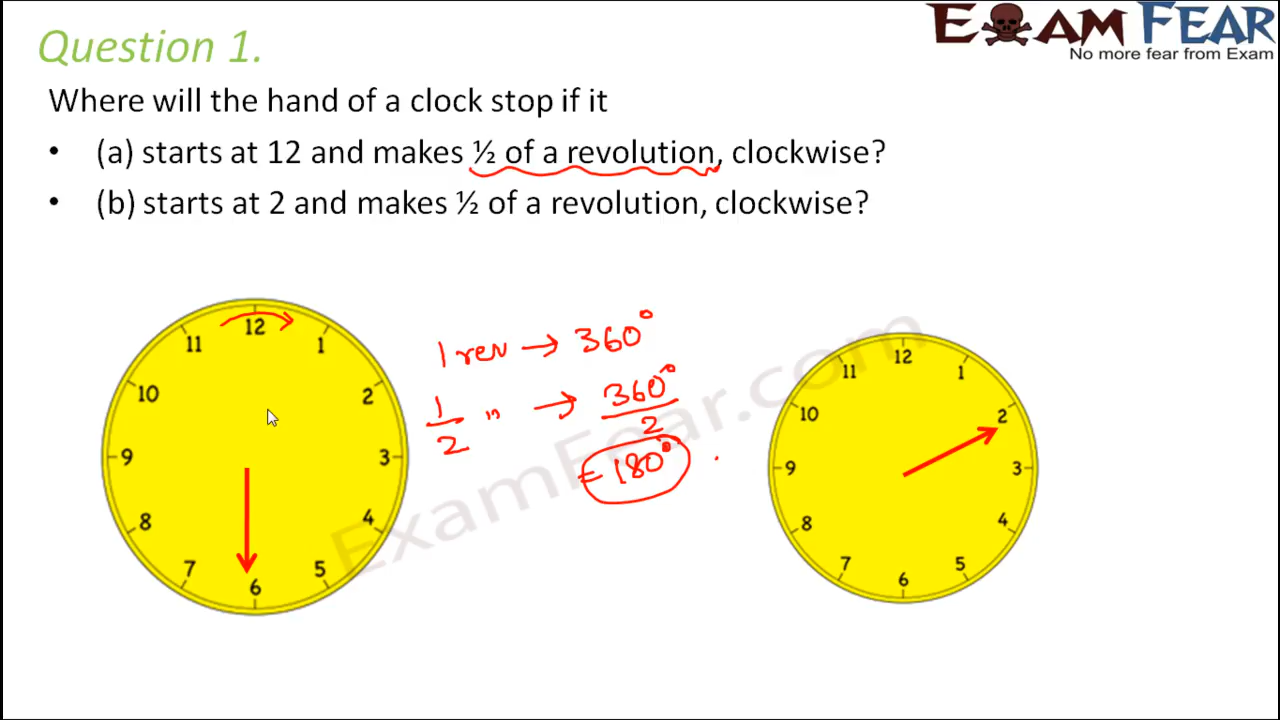 EXAM FEAR
No more fear from Exam
Question 1.
Where will the hand of a clock stop if it
• (a) starts at 12 and makes ½ of a revolution, clockwise?
• (b) starts at 2 and makes ½ of a revolution, clockwise?
12
1
2
3
4
5
6
7
8
9
10
11
1 rev → 360°
1/2 " → 360°/2
= 180°
12
1
2
3
4
5
6
7
8
9
10
11
ExamFear.com